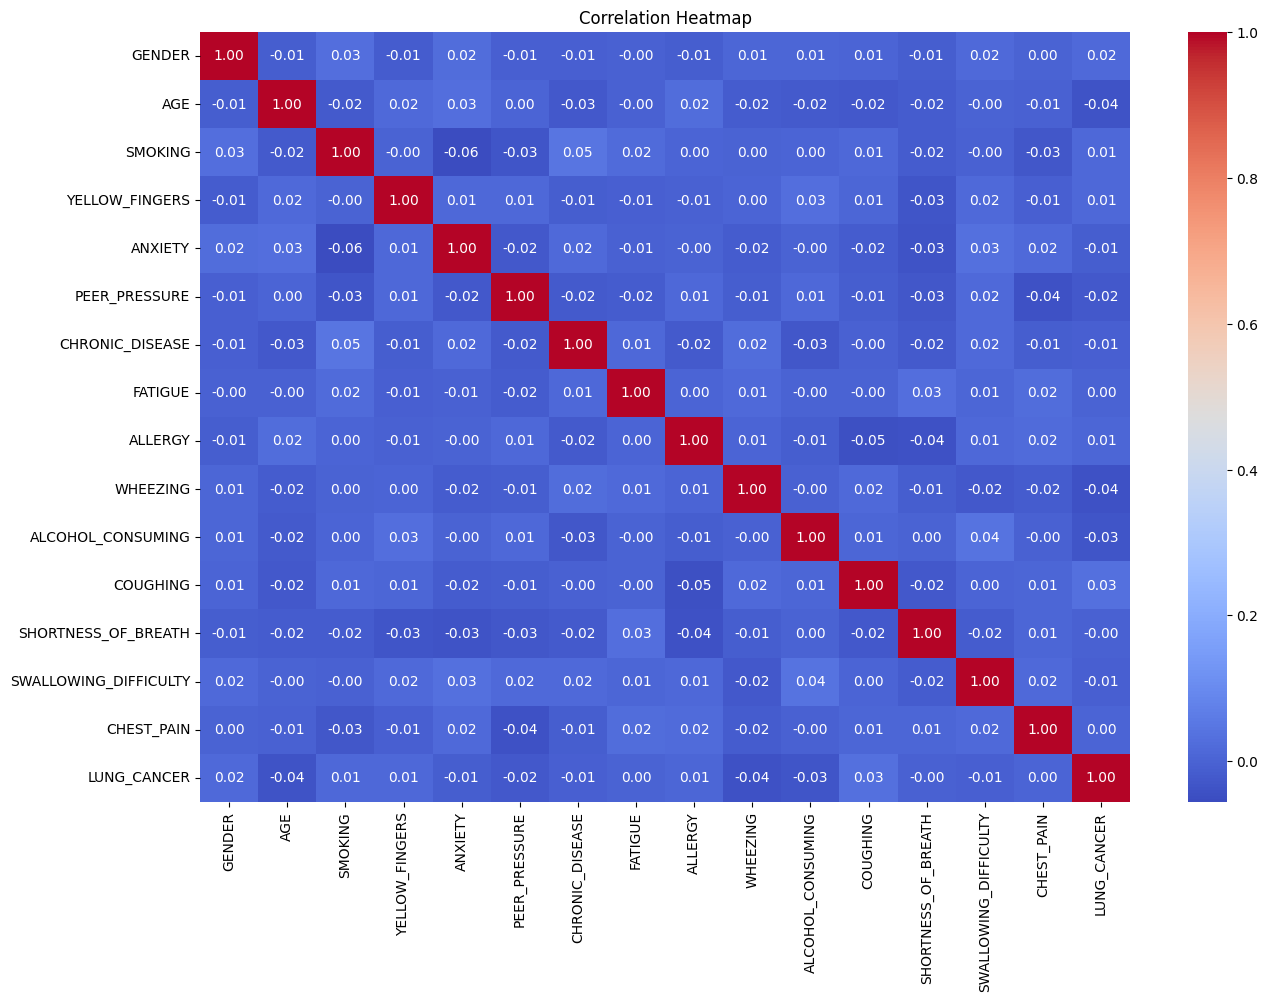 Correlation Heatmap
GENDER 1.00 -0.01 0.03 -0.01 0.02 -0.01 -0.01 -0.00 -0.01 0.01 0.01 0.01 -0.01 0.02 0.00 0.02
AGE -0.01 1.00 -0.02 0.02 0.03 0.00 -0.03 -0.00 0.02 -0.02 -0.02 -0.02 -0.02 -0.00 -0.01 -0.04
SMOKING 0.03 -0.02 1.00 -0.00 -0.06 -0.03 0.05 0.02 0.00 0.00 0.00 0.01 -0.02 -0.00 -0.03 0.01
YELLOW_FINGERS -0.01 0.02 -0.00 1.00 0.01 0.01 -0.01 -0.01 -0.01 0.00 0.03 0.01 -0.03 0.02 -0.01 0.01
ANXIETY 0.02 0.03 -0.06 0.01 1.00 -0.02 0.02 -0.01 -0.00 -0.02 -0.00 -0.02 -0.03 0.03 0.02 -0.01
PEER_PRESSURE -0.01 0.00 -0.03 0.01 -0.02 1.00 -0.02 -0.02 0.01 -0.01 0.01 -0.01 -0.03 0.02 -0.04 -0.02
CHRONIC_DISEASE -0.01 -0.03 0.05 -0.01 0.02 -0.02 1.00 0.01 -0.02 0.02 -0.03 -0.00 -0.02 0.02 -0.01 -0.01
FATIGUE -0.00 -0.00 0.02 -0.01 -0.01 -0.02 0.01 1.00 0.00 0.01 -0.00 -0.00 0.03 0.01 0.02 0.00
ALLERGY -0.01 0.02 0.00 -0.01 -0.00 0.01 -0.02 0.00 1.00 0.01 -0.01 -0.05 -0.04 0.01 0.02 0.01
WHEEZING 0.01 -0.02 0.00 0.00 -0.02 -0.01 0.02 0.01 0.01 1.00 -0.00 0.02 -0.01 -0.02 -0.02 -0.04
ALCOHOL_CONSUMING 0.01 -0.02 0.00 0.03 -0.00 0.01 -0.03 -0.00 -0.01 -0.00 1.00 0.01 0.00 0.04 -0.00 -0.03
COUGHING 0.01 -0.02 0.01 0.01 -0.02 -0.01 -0.00 -0.00 -0.05 0.02 0.01 1.00 -0.02 0.00 0.01 0.03
SHORTNESS_OF_BREATH -0.01 -0.02 -0.02 -0.03 -0.03 -0.03 -0.02 0.03 -0.04 -0.01 0.00 -0.02 1.00 -0.02 0.01 -0.00
SWALLOWING_DIFFICULTY 0.02 -0.00 -0.00 0.02 0.03 0.02 0.02 0.01 0.01 -0.02 0.04 0.00 -0.02 1.00 0.02 -0.01
CHEST_PAIN 0.00 -0.01 -0.03 -0.01 0.02 -0.04 -0.01 0.02 0.02 -0.02 -0.00 0.01 0.01 0.02 1.00 0.00
LUNG_CANCER 0.02 -0.04 0.01 0.01 -0.01 -0.02 -0.01 0.00 0.01 -0.04 -0.03 0.03 -0.00 -0.01 0.00 1.00
GENDER
AGE
SMOKING
YELLOW_FINGERS
ANXIETY
PEER_PRESSURE
CHRONIC_DISEASE
FATIGUE
ALLERGY
WHEEZING
ALCOHOL_CONSUMING
COUGHING
SHORTNESS_OF_BREATH
SWALLOWING_DIFFICULTY
CHEST_PAIN
LUNG_CANCER
1.0
0.8
0.6
0.4
0.2
0.0